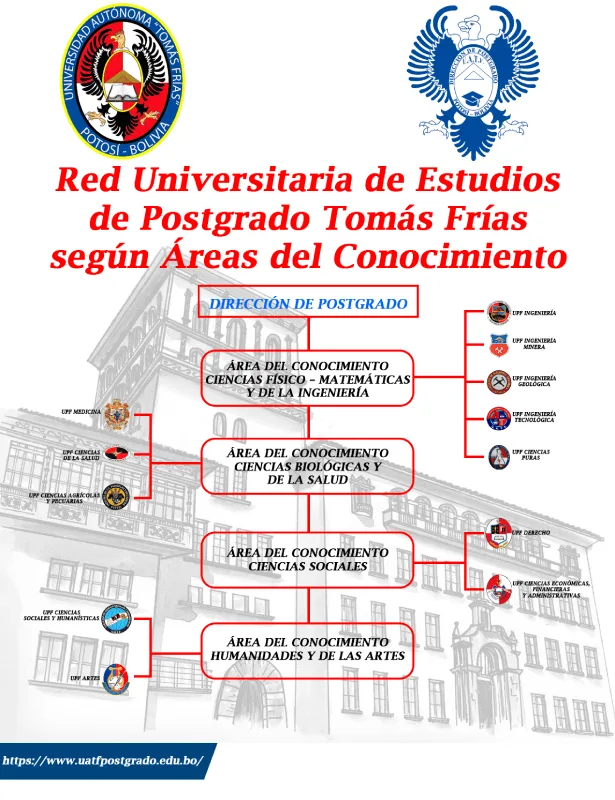 UNIVERSIDAD AUTÓNOMA "TOMÁS FRÍAS"
POTOSÍ - BOLIVIA
DIRECCIÓN DE POSTGRADO
U.A.T.F.
POTOSÍ - BOLIVIA
Red Universitaria de Estudios
de Postgrado Tomás Frías
según Áreas del Conocimiento
DIRECCIÓN DE POSTGRADO
ÁREA DEL CONOCIMIENTO
CIENCIAS FÍSICO – MATEMÁTICAS
Y DE LA INGENIERÍA
UPF INGENIERÍA
UPF INGENIERÍA
MINERA
UPF INGENIERÍA
GEOLÓGICA
UPF INGENIERÍA
TECNOLÓGICA
UPF CIENCIAS
PURAS
ÁREA DEL CONOCIMIENTO
CIENCIAS BIOLÓGICAS Y
DE LA SALUD
UPF MEDICINA
UPF CIENCIAS
DE LA SALUD
UPF CIENCIAS AGRÍCOLAS
Y PECUARIAS
ÁREA DEL CONOCIMIENTO
CIENCIAS SOCIALES
UPF DERECHO
UPF CIENCIAS ECONÓMICAS,
FINANCIERAS
Y ADMINISTRATIVAS
ÁREA DEL CONOCIMIENTO
HUMANIDADES Y DE LAS ARTES
UPF CIENCIAS
SOCIALES Y HUMANÍSTICAS
UPF ARTES
https://www.uatfpostgrado.edu.bo/